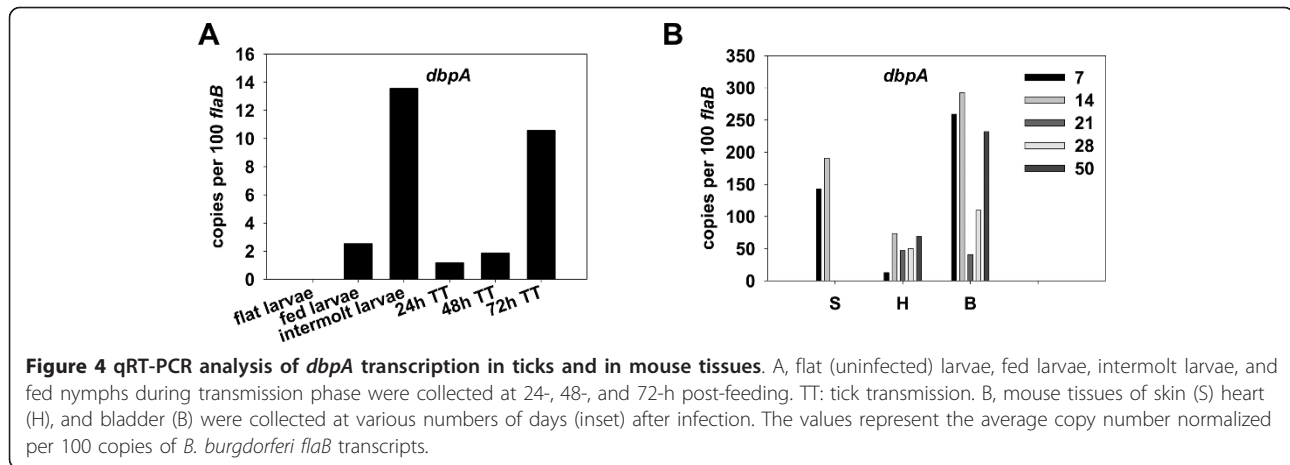 A
B
16
14
12
10
8
6
4
2
0
copies per 100 flaB
dbpA
flat larvae
fed larvae
intermolt larvae
24h TT
48h TT
72h TT
350
300
250
200
150
100
50
0
copies per 100 flaB
dbpA
7
14
21
28
50
S H B
Figure 4 qRT-PCR analysis of dbpA transcription in ticks and in mouse tissues. A, flat (uninfected) larvae, fed larvae, intermolt larvae, and
fed nymphs during transmission phase were collected at 24-, 48-, and 72-h post-feeding. TT: tick transmission. B, mouse tissues of skin (S) heart
(H), and bladder (B) were collected at various numbers of days (inset) after infection. The values represent the average copy number normalized
per 100 copies of B. burgdorferi flaB transcripts.